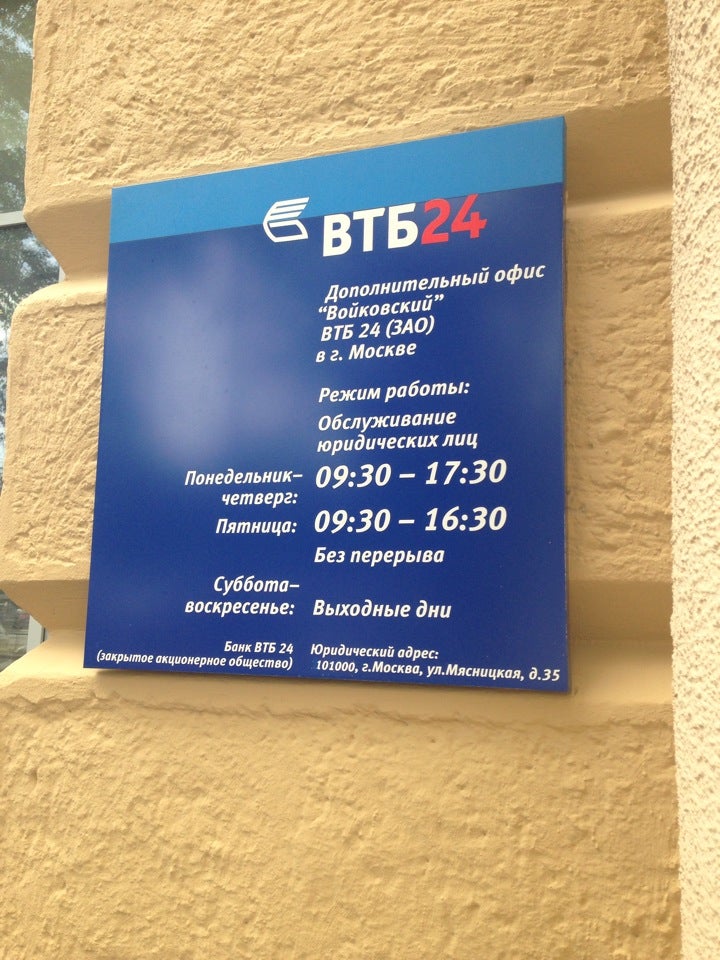 ВТБ24
Дополнительный офис
“Войковский”
ВТБ 24 (ЗАО)
в г. Москве
Режим работы:
Обслуживание
юридических лиц
Понедельник–
четверг:
09:30 – 17:30
Пятница:
09:30 – 16:30
Без перерыва
Суббота–
воскресенье:
Выходные дни
Банк ВТБ 24
(закрытое акционерное общество)
Юридический адрес:
101000, г.Москва, ул.Мясницкая, д.35